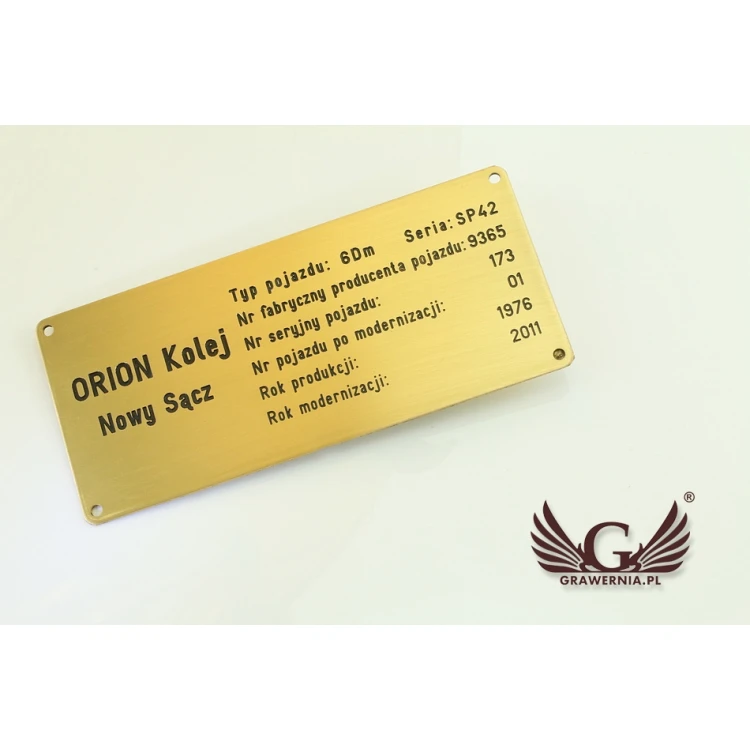 ORION Kolej
Nowy Sącz
Typ pojazdu: 6Dm Seria: SP42
Nr fabryczny producenta pojazdu: 9365
Nr seryjny pojazdu: 173
Nr pojazdu po modernizacji: 01
Rok produkcji: 1976
Rok modernizacji: 2011
G
GRAWERNIA.PL
®